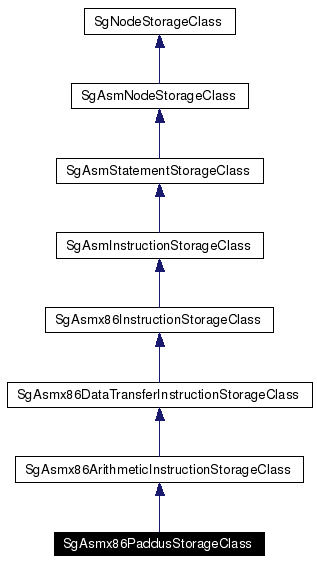 SgNodeStorageClass
SgAsmNodeStorageClass
SgAsmStatementStorageClass
SgAsmInstructionStorageClass
SgAsmx86InstructionStorageClass
SgAsmx86DataTransferInstructionStorageClass
SgAsmx86ArithmeticInstructionStorageClass
SgAsmx86PaddusStorageClass